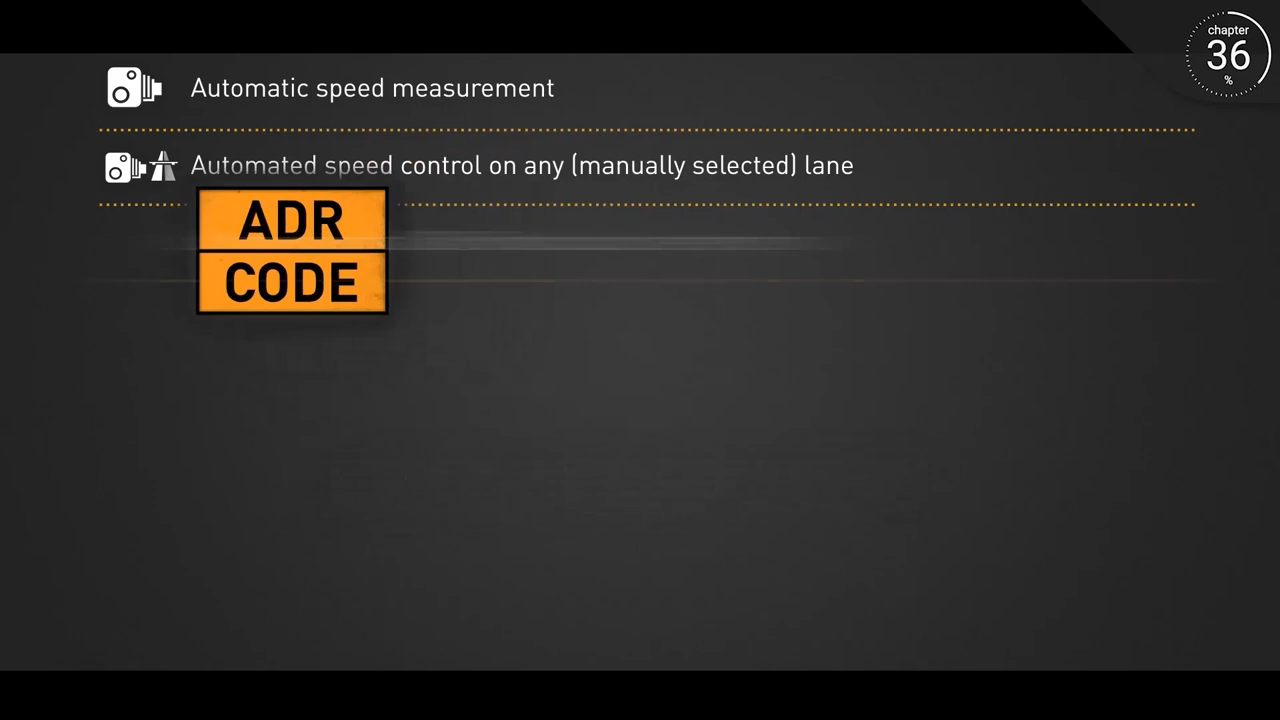 chapter
36
%
Automatic speed measurement
Automated speed control on any (manually selected) lane
ADR
CODE